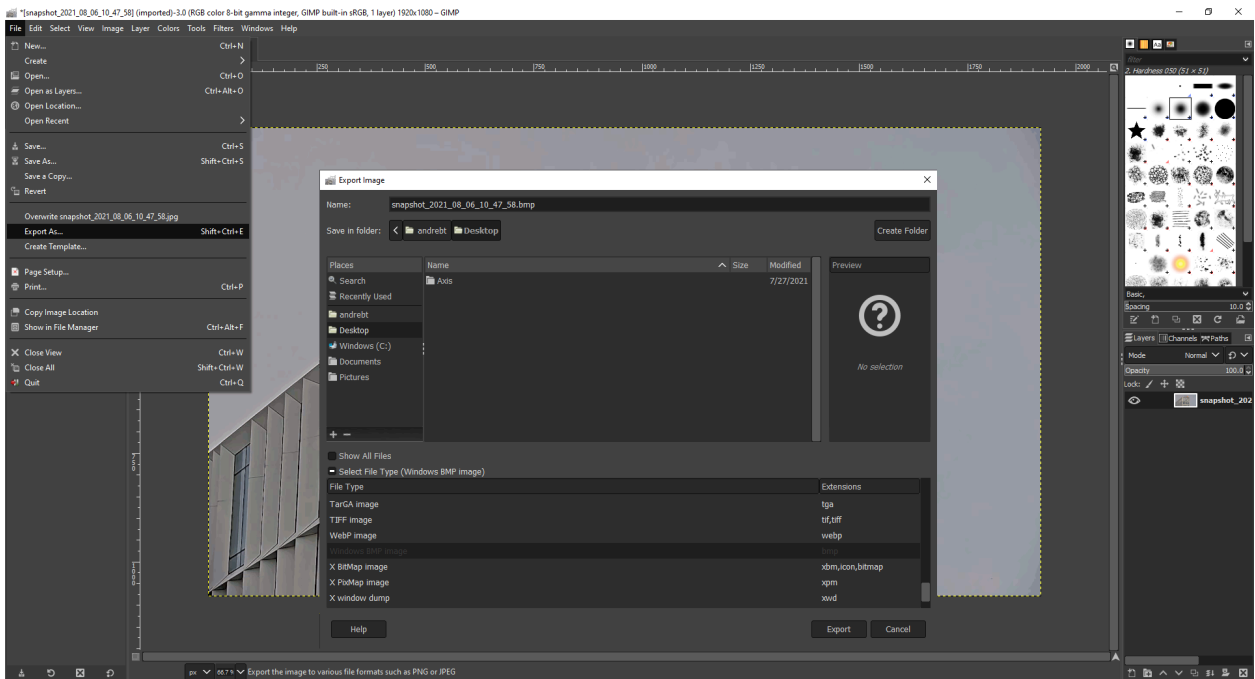 *[snapshot_2021_08_06_10_47_58] (imported)-3.0 (RGB color 8-bit gamma integer, GIMP built-in sRGB, 1 layer) 1920x1080 – GIMP
File Edit Select View Image Layer Colors Tools Filters Windows Help
New... Ctrl+N
Create
Open... Ctrl+O
Open as Layers... Ctrl+Alt+O
Open Location...
Open Recent
Save... Ctrl+S
Save As... Shift+Ctrl+S
Save a Copy...
Revert
Overwrite snapshot_2021_08_06_10_47_58.jpg
Export As... Shift+Ctrl+E
Create Template...
Page Setup...
Print... Ctrl+P
Copy Image Location
Show in File Manager Ctrl+Alt+F
Close View Ctrl+W
Close All Shift+Ctrl+W
Quit Ctrl+Q
250 500 750 1000 1250 1500 1750 2000
750
1000
Export Image
Name: snapshot_2021_08_06_10_47_58.bmp
Save in folder: andrebt Desktop Create Folder
Places Name Size Modified Preview
Search Axis 7/27/2021
Recently Used
andrebt
Desktop
Windows (C:)
Documents
Pictures
No selection
Show All Files
Select File Type (Windows BMP image)
File Type Extensions
TarGA image tga
TIFF image tif,tiff
WebP image webp
Windows BMP image bmp
X BitMap image xbm,icon,bitmap
X PixMap image xpm
X window dump xwd
Help Export Cancel
px 66.7 % Export the image to various file formats such as PNG or JPEG
Aa
filter
2. Hardness 050 (51 × 51)
Basic,
Spacing 10.0
Layers Channels Paths
Mode Normal
Opacity 100.0
Lock:
snapshot_202